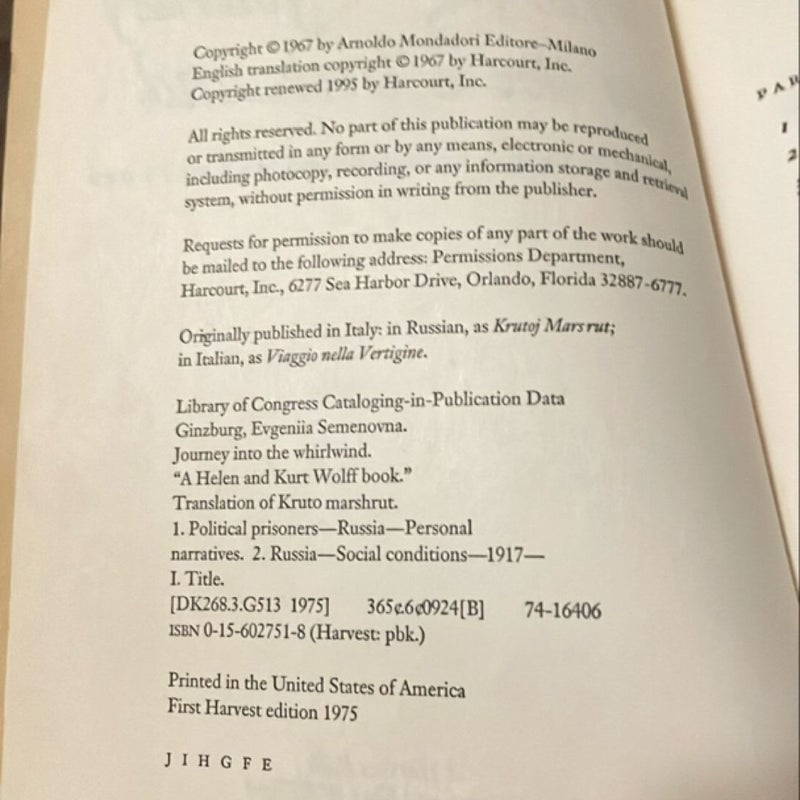 Copyright © 1967 by Arnoldo Mondadori Editore–Milano
English translation copyright © 1967 by Harcourt, Inc.
Copyright renewed 1995 by Harcourt, Inc.
All rights reserved. No part of this publication may be reproduced
or transmitted in any form or by any means, electronic or mechanical,
including photocopy, recording, or any information storage and retrieval
system, without permission in writing from the publisher.
Requests for permission to make copies of any part of the work should
be mailed to the following address: Permissions Department,
Harcourt, Inc., 6277 Sea Harbor Drive, Orlando, Florida 32887-6777.
Originally published in Italy: in Russian, as Krutoj Marsrut;
in Italian, as Viaggio nella Vertigine.
Library of Congress Cataloging-in-Publication Data
Ginzburg, Evgeniia Semenovna.
Journey into the whirlwind.
“A Helen and Kurt Wolff book.”
Translation of Kruto marshrut.
1. Political prisoners—Russia—Personal
narratives. 2. Russia—Social conditions—1917—
I. Title.
[DK268.3.G513 1975] 365¢.6¢0924[B] 74-16406
ISBN 0-15-602751-8 (Harvest: pbk.)
Printed in the United States of America
First Harvest edition 1975
J I H G F E
P A R
1
2